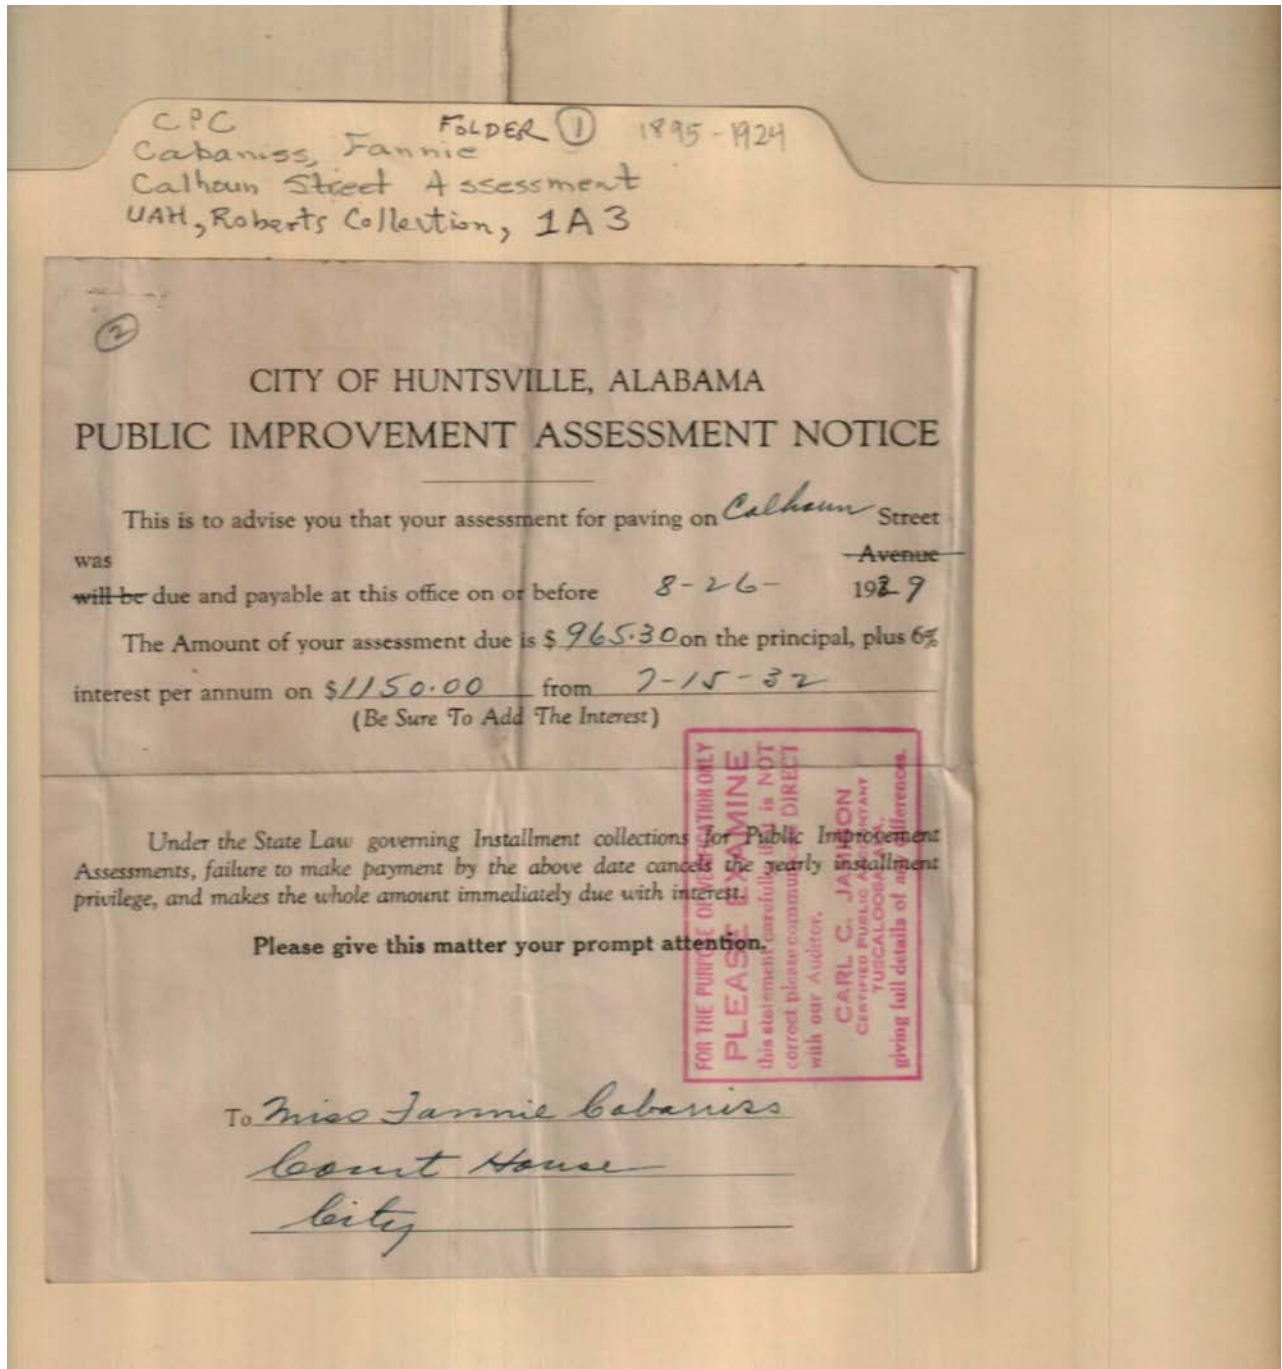 CPC FOLDER 1 1895-1924
Cabaniss, Fannie
Calhoun Street Assessment
UAH, Roberts Collection, 1A3
2
CITY OF HUNTSVILLE, ALABAMA
PUBLIC IMPROVEMENT ASSESSMENT NOTICE
This is to advise you that your assessment for paving on Calhoun Street
was Avenue
will be due and payable at this office on or before 8-26- 1929
The Amount of your assessment due is $ 965.30 on the principal, plus 6%
interest per annum on $1150.00 from 7-15-32
(Be Sure To Add The Interest)
Under the State Law governing Installment collections for Public Improvement
Assessments, failure to make payment by the above date cancels the yearly installment
privilege, and makes the whole amount immediately due with interest.
Please give this matter your prompt attention.
FOR THE PURPOSE OF VERIFICATION ONLY
PLEASE EXAMINE
this statement carefully. If it is NOT
correct please communicate DIRECT
with our Auditor.
CARL C. JAMISON
CERTIFIED PUBLIC ACCOUNTANT
TUSCALOOSA, ALA.
giving full details of any differences.
To Miss Fannie Cabaniss
Court House
City